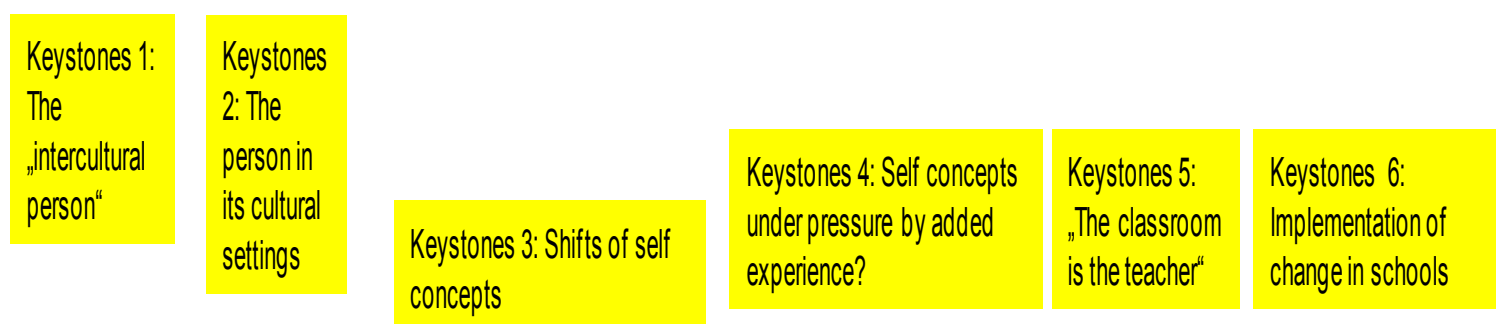 Keystones 1:
The
„intercultural
person“
Keystones
2: The
person in
its cultural
settings
Keystones 3: Shifts of self
concepts
Keystones 4: Self concepts
under pressure by added
experience?
Keystones 5:
„The classroom
is the teacher“
Keystones 6:
Implementation of
change in schools